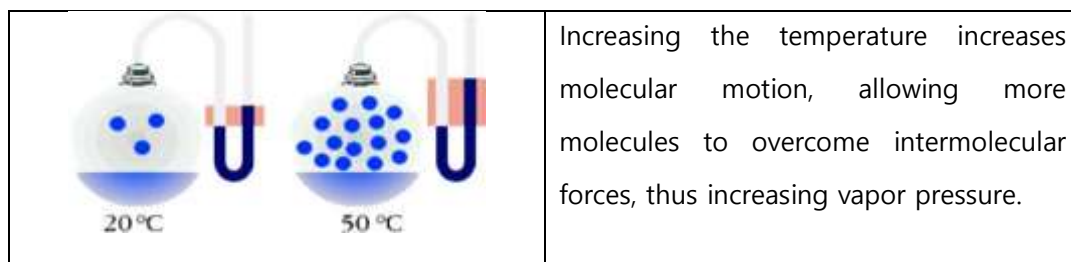 20 °C
50 °C
Increasing the temperature increases
molecular motion, allowing more
molecules to overcome intermolecular
forces, thus increasing vapor pressure.